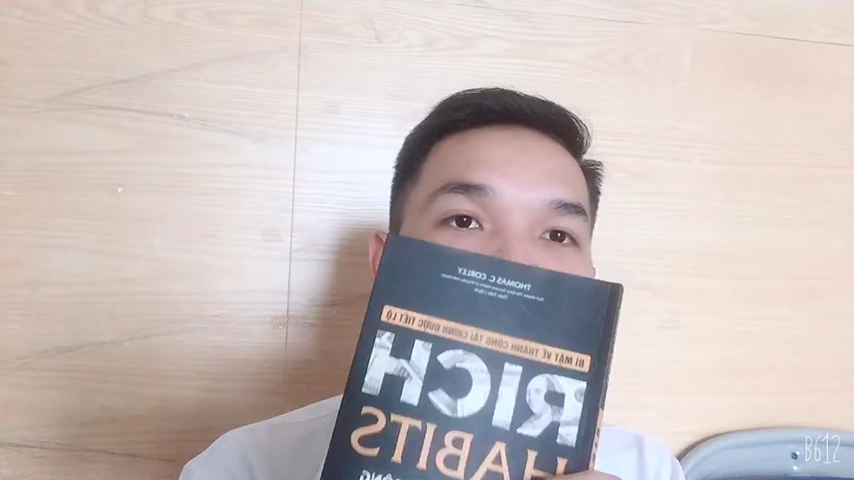 THOMAS C. CORLEY
BÍ MẬT VỀ THÀNH CÔNG TÀI CHÍNH ĐƯỢC TIẾT LỘ
RICH
HABITS
B612